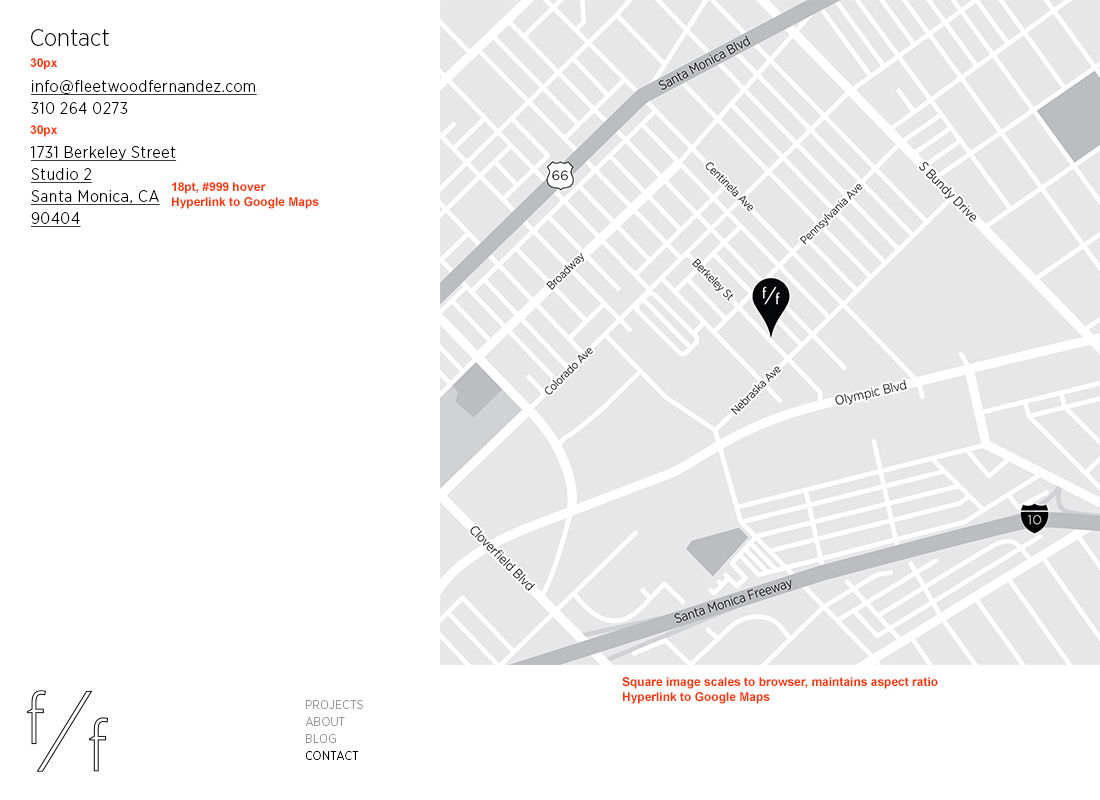 Contact
30px
info@fleetwoodfernandez.com
310 264 0273
30px
1731 Berkeley Street
Studio 2
Santa Monica, CA
90404
18pt, #999 hover
Hyperlink to Google Maps
Santa Monica Blvd
66
Centinela Ave
S Bundy Drive
Pennsylvania Ave
Broadway
Berkeley St
f/f
Colorado Ave
Nebraska Ave
Olympic Blvd
10
Cloverfield Blvd
Santa Monica Freeway
Square image scales to browser, maintains aspect ratio
Hyperlink to Google Maps
f/f
PROJECTS
ABOUT
BLOG
CONTACT